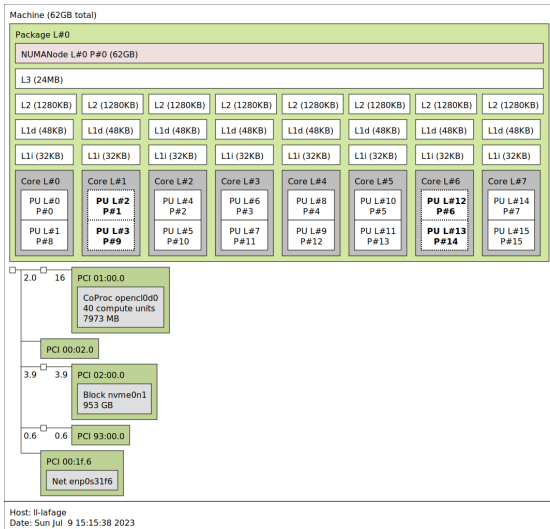 Machine (62GB total)
Package L#0
NUMANode L#0 P#0 (62GB)
L3 (24MB)
L2 (1280KB) L2 (1280KB) L2 (1280KB) L2 (1280KB) L2 (1280KB) L2 (1280KB) L2 (1280KB) L2 (1280KB)
L1d (48KB) L1d (48KB) L1d (48KB) L1d (48KB) L1d (48KB) L1d (48KB) L1d (48KB) L1d (48KB)
L1i (32KB) L1i (32KB) L1i (32KB) L1i (32KB) L1i (32KB) L1i (32KB) L1i (32KB) L1i (32KB)
Core L#0 Core L#1 Core L#2 Core L#3 Core L#4 Core L#5 Core L#6 Core L#7
PU L#0 PU L#2 PU L#4 PU L#6 PU L#8 PU L#10 PU L#12 PU L#14
P#0 P#1 P#2 P#3 P#4 P#5 P#6 P#7
PU L#1 PU L#3 PU L#5 PU L#7 PU L#9 PU L#11 PU L#13 PU L#15
P#8 P#9 P#10 P#11 P#12 P#13 P#14 P#15
2.0 16 PCI 01:00.0
CoProc opencl0d0
40 compute units
7973 MB
PCI 00:02.0
3.9 3.9 PCI 02:00.0
Block nvme0n1
953 GB
0.6 0.6 PCI 93:00.0
PCI 00:1f.6
Net enp0s31f6
Host: ll-lafage
Date: Sun Jul 9 15:15:38 2023